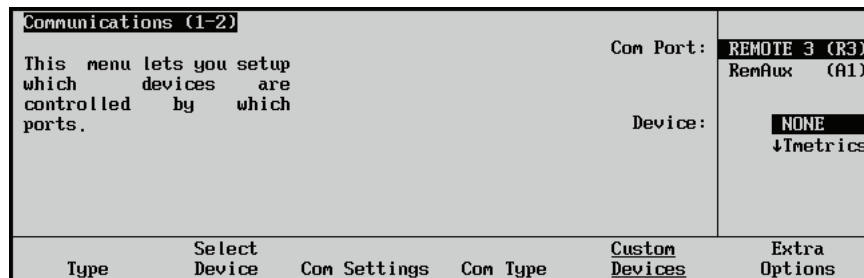 Communications (1-2)
This menu lets you setup
which devices are
controlled by which
ports.
Com Port: REMOTE 3 (R3)
RemAux (A1)
Device: NONE
↓Tmetrics
Type Select Device Com Settings Com Type Custom Devices Extra Options